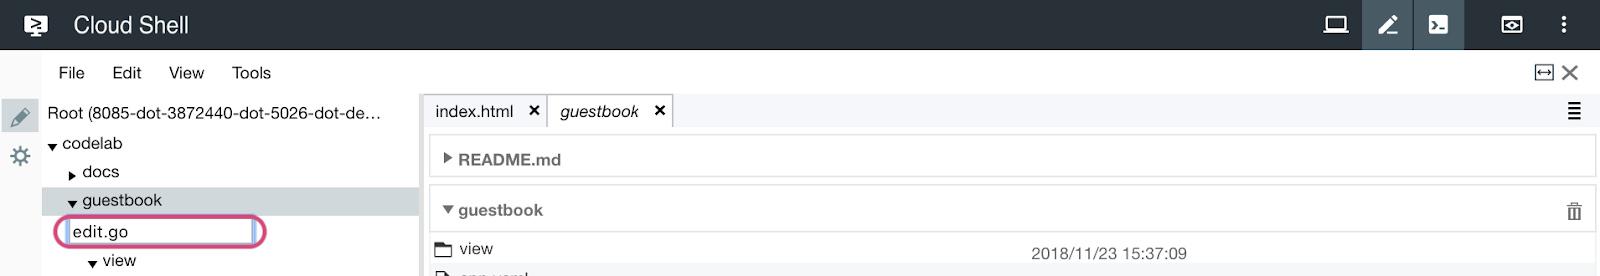 Cloud Shell
File Edit View Tools
Root (8085-dot-3872440-dot-5026-dot-de...
codelab
docs
guestbook
edit.go
view
index.html guestbook
README.md
guestbook
view 2018/11/23 15:37:09